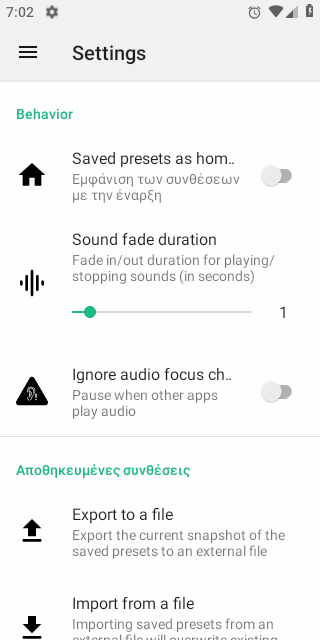 7:02
Settings
Behavior
Saved presets as hom..
Εμφάνιση των συνθέσεων
με την έναρξη
Sound fade duration
Fade in/out duration for playing/
stopping sounds (in seconds)
1
Ignore audio focus ch..
Pause when other apps
play audio
Αποθηκευμένες συνθέσεις
Export to a file
Export the current snapshot of the
saved presets to an external file
Import from a file
Importing saved presets from an
external file will overwrite existing